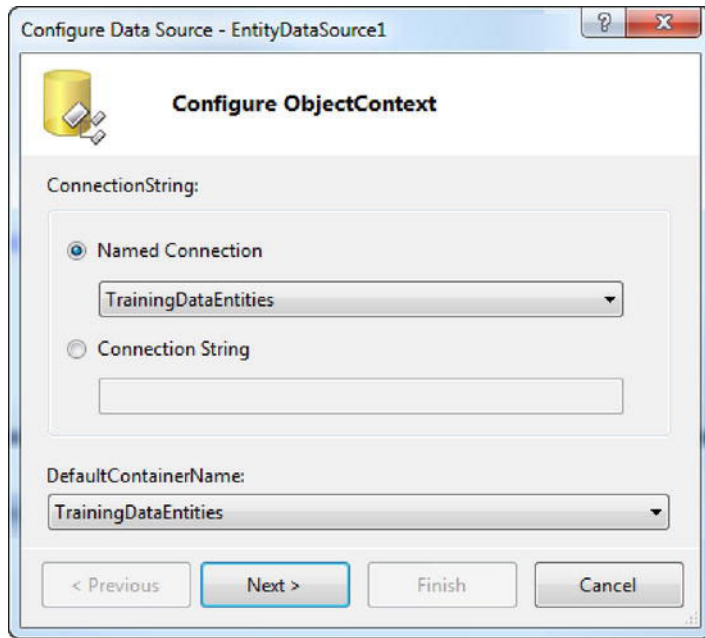 Configure Data Source - EntityDataSource1
?
Configure ObjectContext
ConnectionString:
Named Connection
TrainingDataEntities
Connection String
DefaultContainerName:
TrainingDataEntities
< Previous Next > Finish Cancel